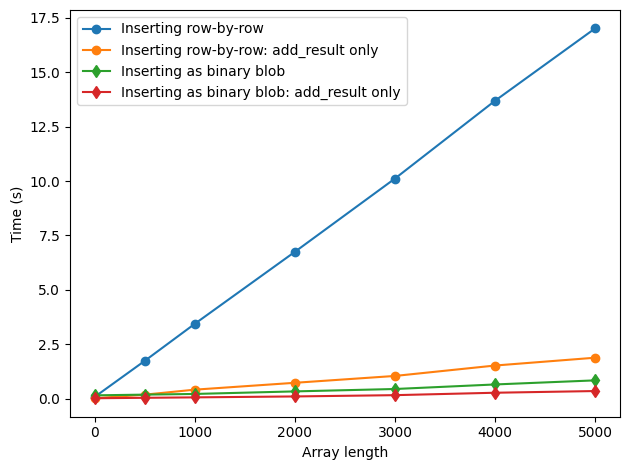 17.5
15.0
12.5
10.0
7.5
5.0
2.5
0.0
Time (s)
Inserting row-by-row
Inserting row-by-row: add_result only
Inserting as binary blob
Inserting as binary blob: add_result only
0 1000 2000 3000 4000 5000
Array length